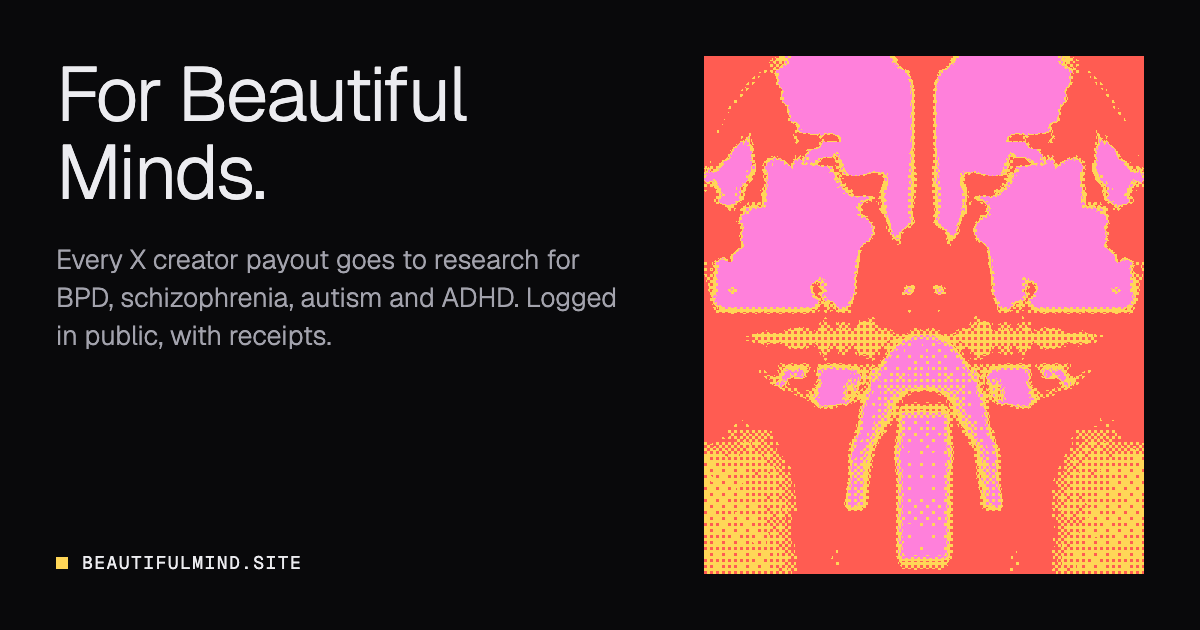 For Beautiful
Minds.
Every X creator payout goes to research for
BPD, schizophrenia, autism and ADHD. Logged
in public, with receipts.
BEAUTIFULMIND.SITE